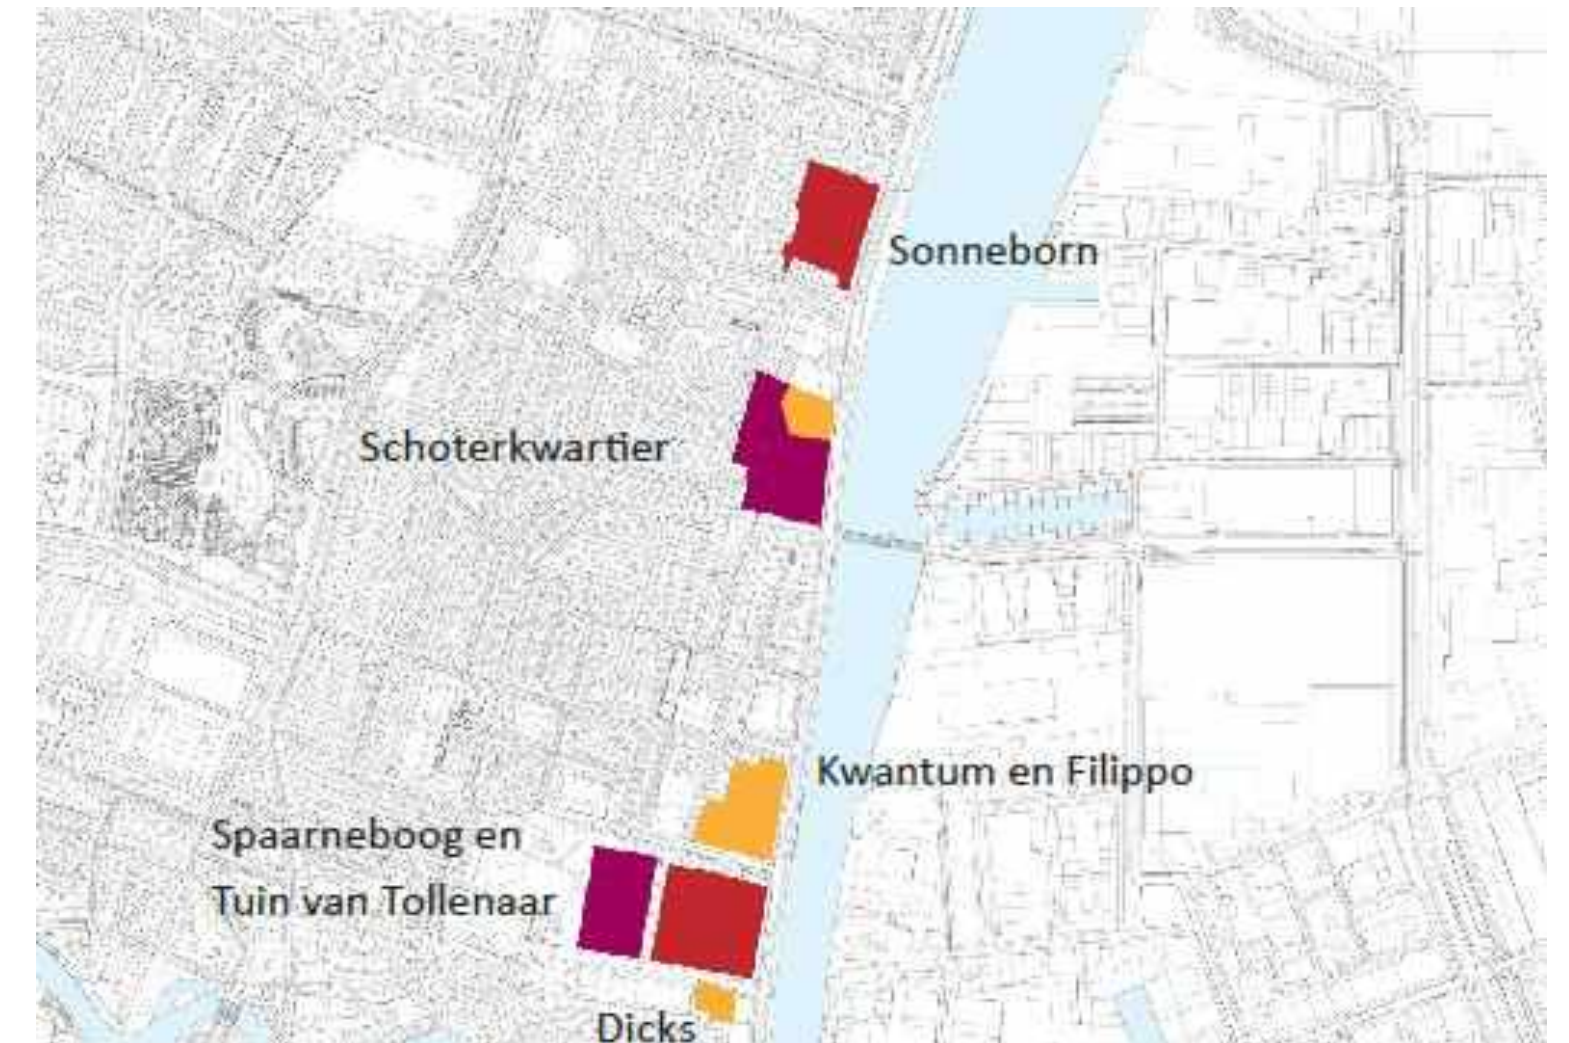 Sonneborn
Schoterkwartier
Kwantum en Filippo
Spaarneboog en
Tuin van Tollenaar
Dicks